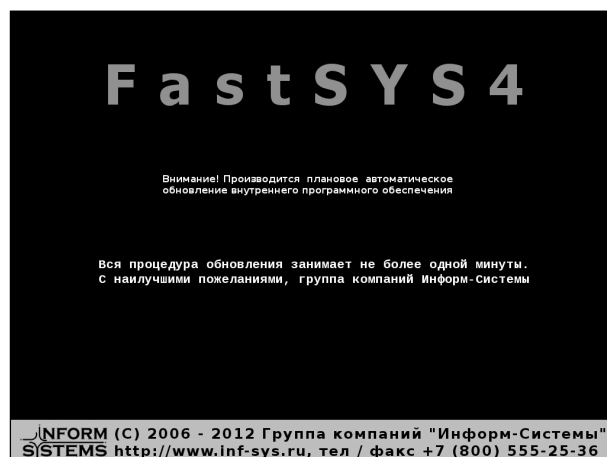 FastSYS4
Внимание! Производится плановое автоматическое
обновление внутреннего программного обеспечения
Вся процедура обновления занимает не более одной минуты.
С наилучшими пожеланиями, группа компаний Информ-Системы
INFORM
SYSTEMS
(C) 2006 - 2012 Группа компаний "Информ-Системы"
http://www.inf-sys.ru, тел / факс +7 (800) 555-25-36